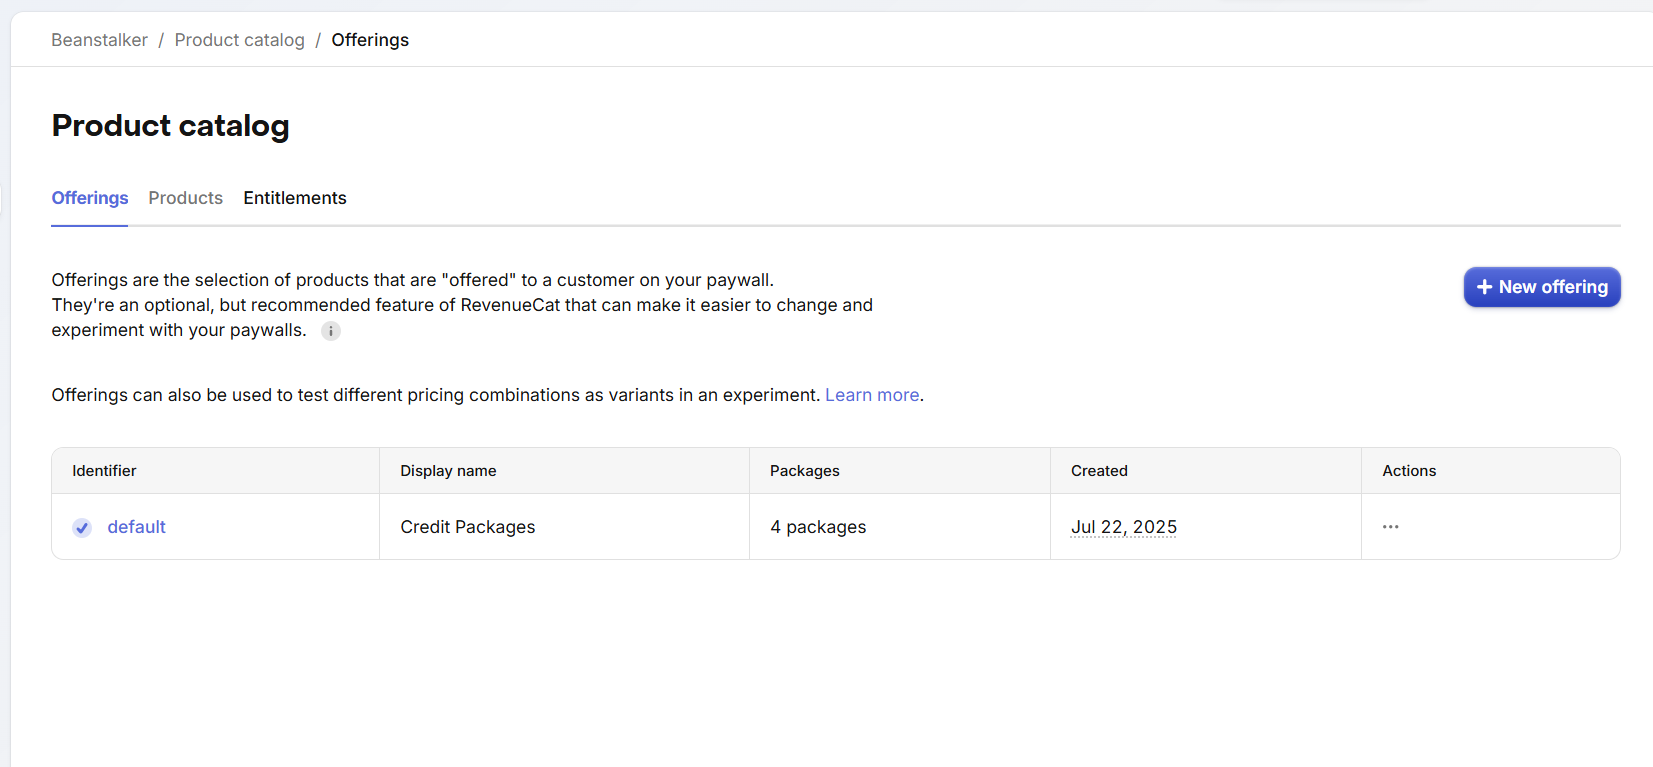 Beanstalker / Product catalog / Offerings
Product catalog
Offerings Products Entitlements
Offerings are the selection of products that are "offered" to a customer on your paywall.
They're an optional, but recommended feature of RevenueCat that can make it easier to change and
experiment with your paywalls. i
+ New offering
Offerings can also be used to test different pricing combinations as variants in an experiment. Learn more.
Identifier Display name Packages Created Actions
default Credit Packages 4 packages Jul 22, 2025 ···